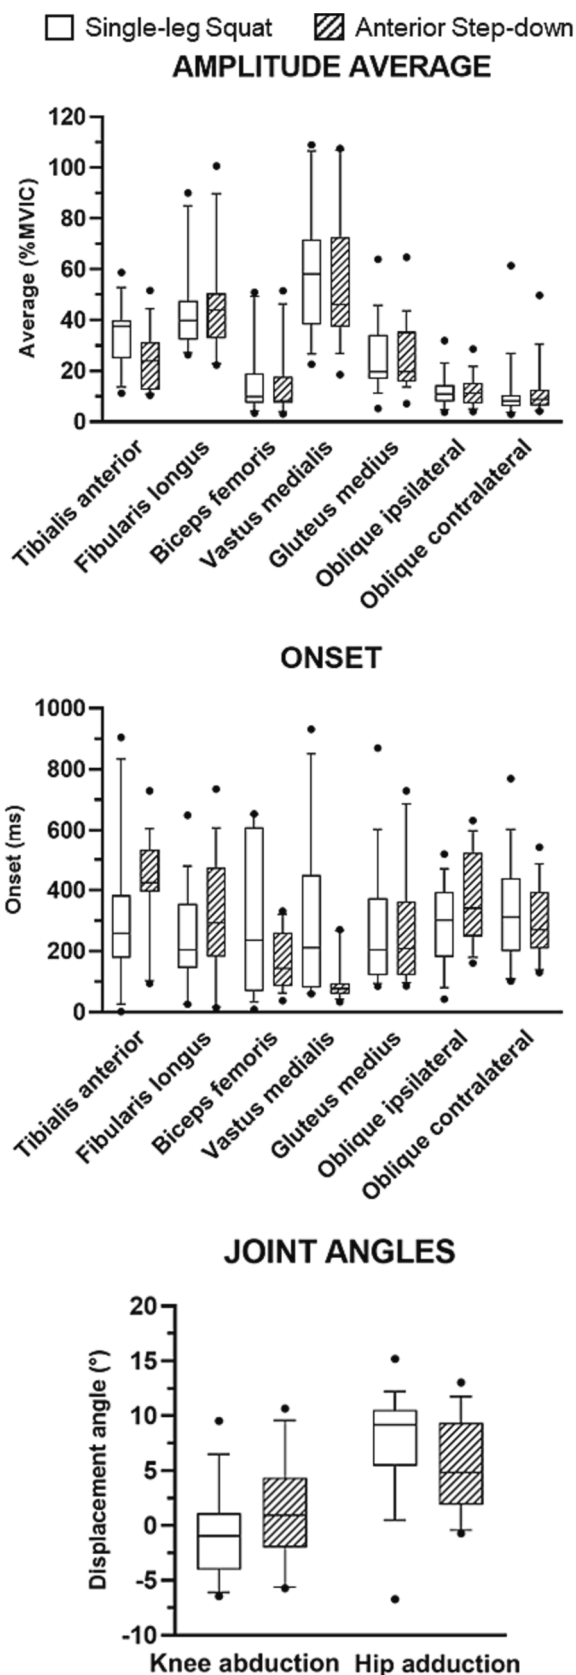 Single-leg Squat Anterior Step-down
AMPLITUDE AVERAGE
Average (%MVIC)
120
100
80
60
40
20
0
Tibialis anterior
Fibularis longus
Biceps femoris
Vastus medialis
Gluteus medius
Oblique ipsilateral
Oblique contralateral
ONSET
Onset (ms)
1000
800
600
400
200
0
Tibialis anterior
Fibularis longus
Biceps femoris
Vastus medialis
Gluteus medius
Oblique ipsilateral
Oblique contralateral
JOINT ANGLES
Displacement angle (°)
20
15
10
5
0
-5
-10
Knee abduction Hip adduction